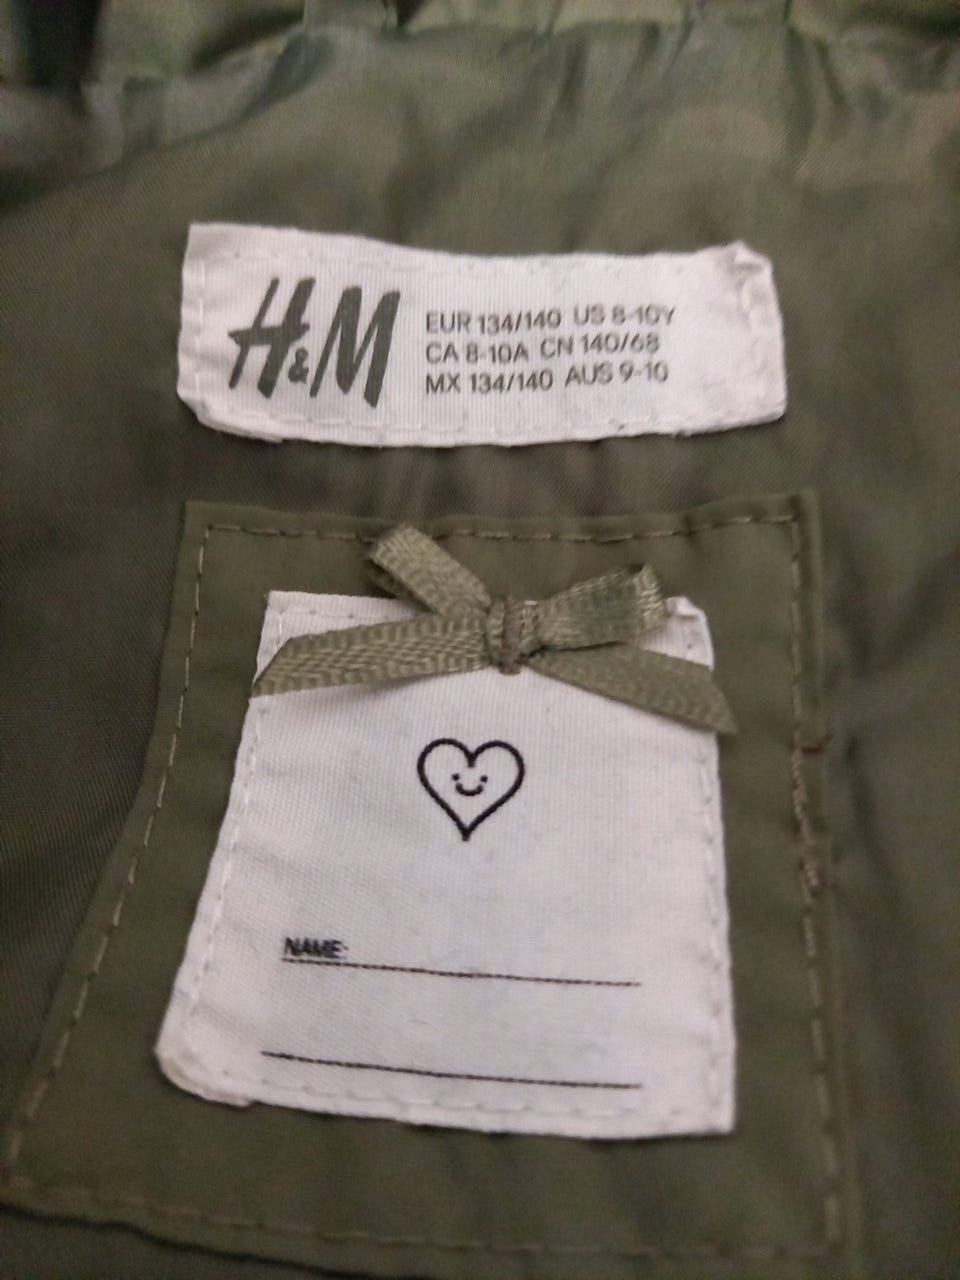 H&M
EUR 134/140 US 8-10Y
CA 8-10A CN 140/68
MX 134/140 AUS 9-10
NAME: